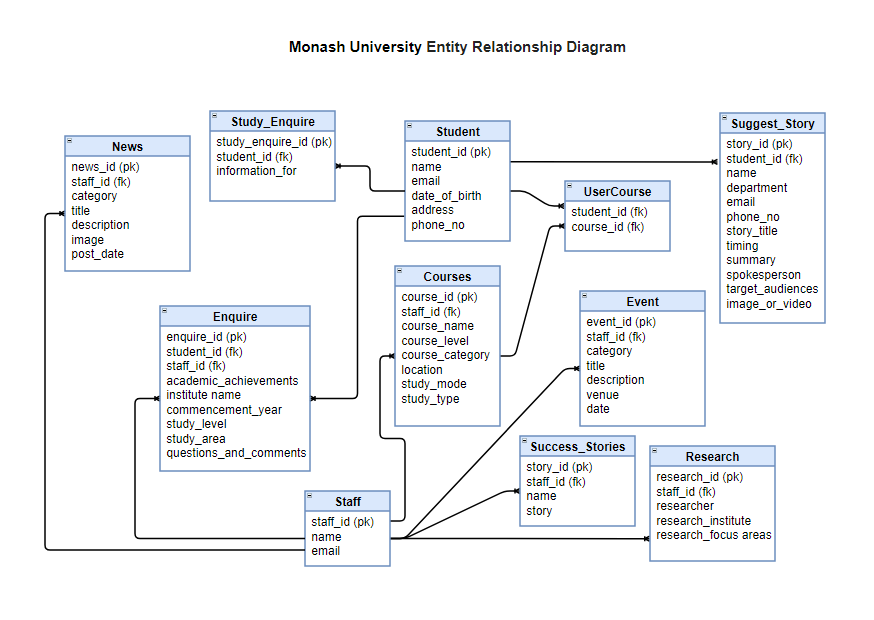 Monash University Entity Relationship Diagram
Study_Enquire
study_enquire_id (pk)
student_id (fk)
information_for
Student
student_id (pk)
name
email
date_of_birth
address
phone_no
Suggest_Story
story_id (pk)
student_id (fk)
name
department
email
phone_no
story_title
timing
summary
spokesperson
target_audiences
image_or_video
News
news_id (pk)
staff_id (fk)
category
title
description
image
post_date
UserCourse
student_id (fk)
course_id (fk)
Courses
course_id (pk)
staff_id (fk)
course_name
course_level
course_category
location
study_mode
study_type
Event
event_id (pk)
staff_id (fk)
category
title
description
venue
date
Enquire
enquire_id (pk)
student_id (fk)
staff_id (fk)
academic_achievements
institute name
commencement_year
study_level
study_area
questions_and_comments
Success_Stories
story_id (pk)
staff_id (fk)
name
story
Research
research_id (pk)
staff_id (fk)
researcher
research_institute
research_focus areas
Staff
staff_id (pk)
name
email